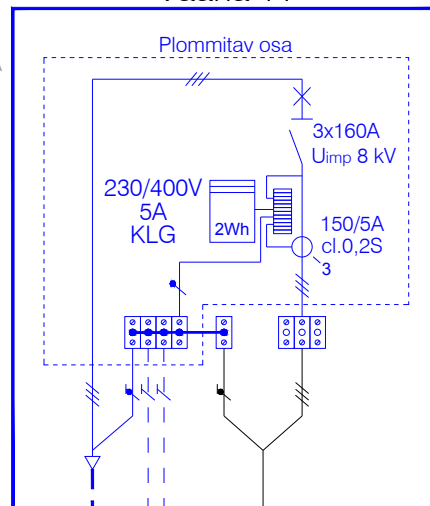 Plommitav osa
3x160A
Uimp 8 kV
230/400V
5A
KLG
2Wh
150/5A
cl.0,2S
3